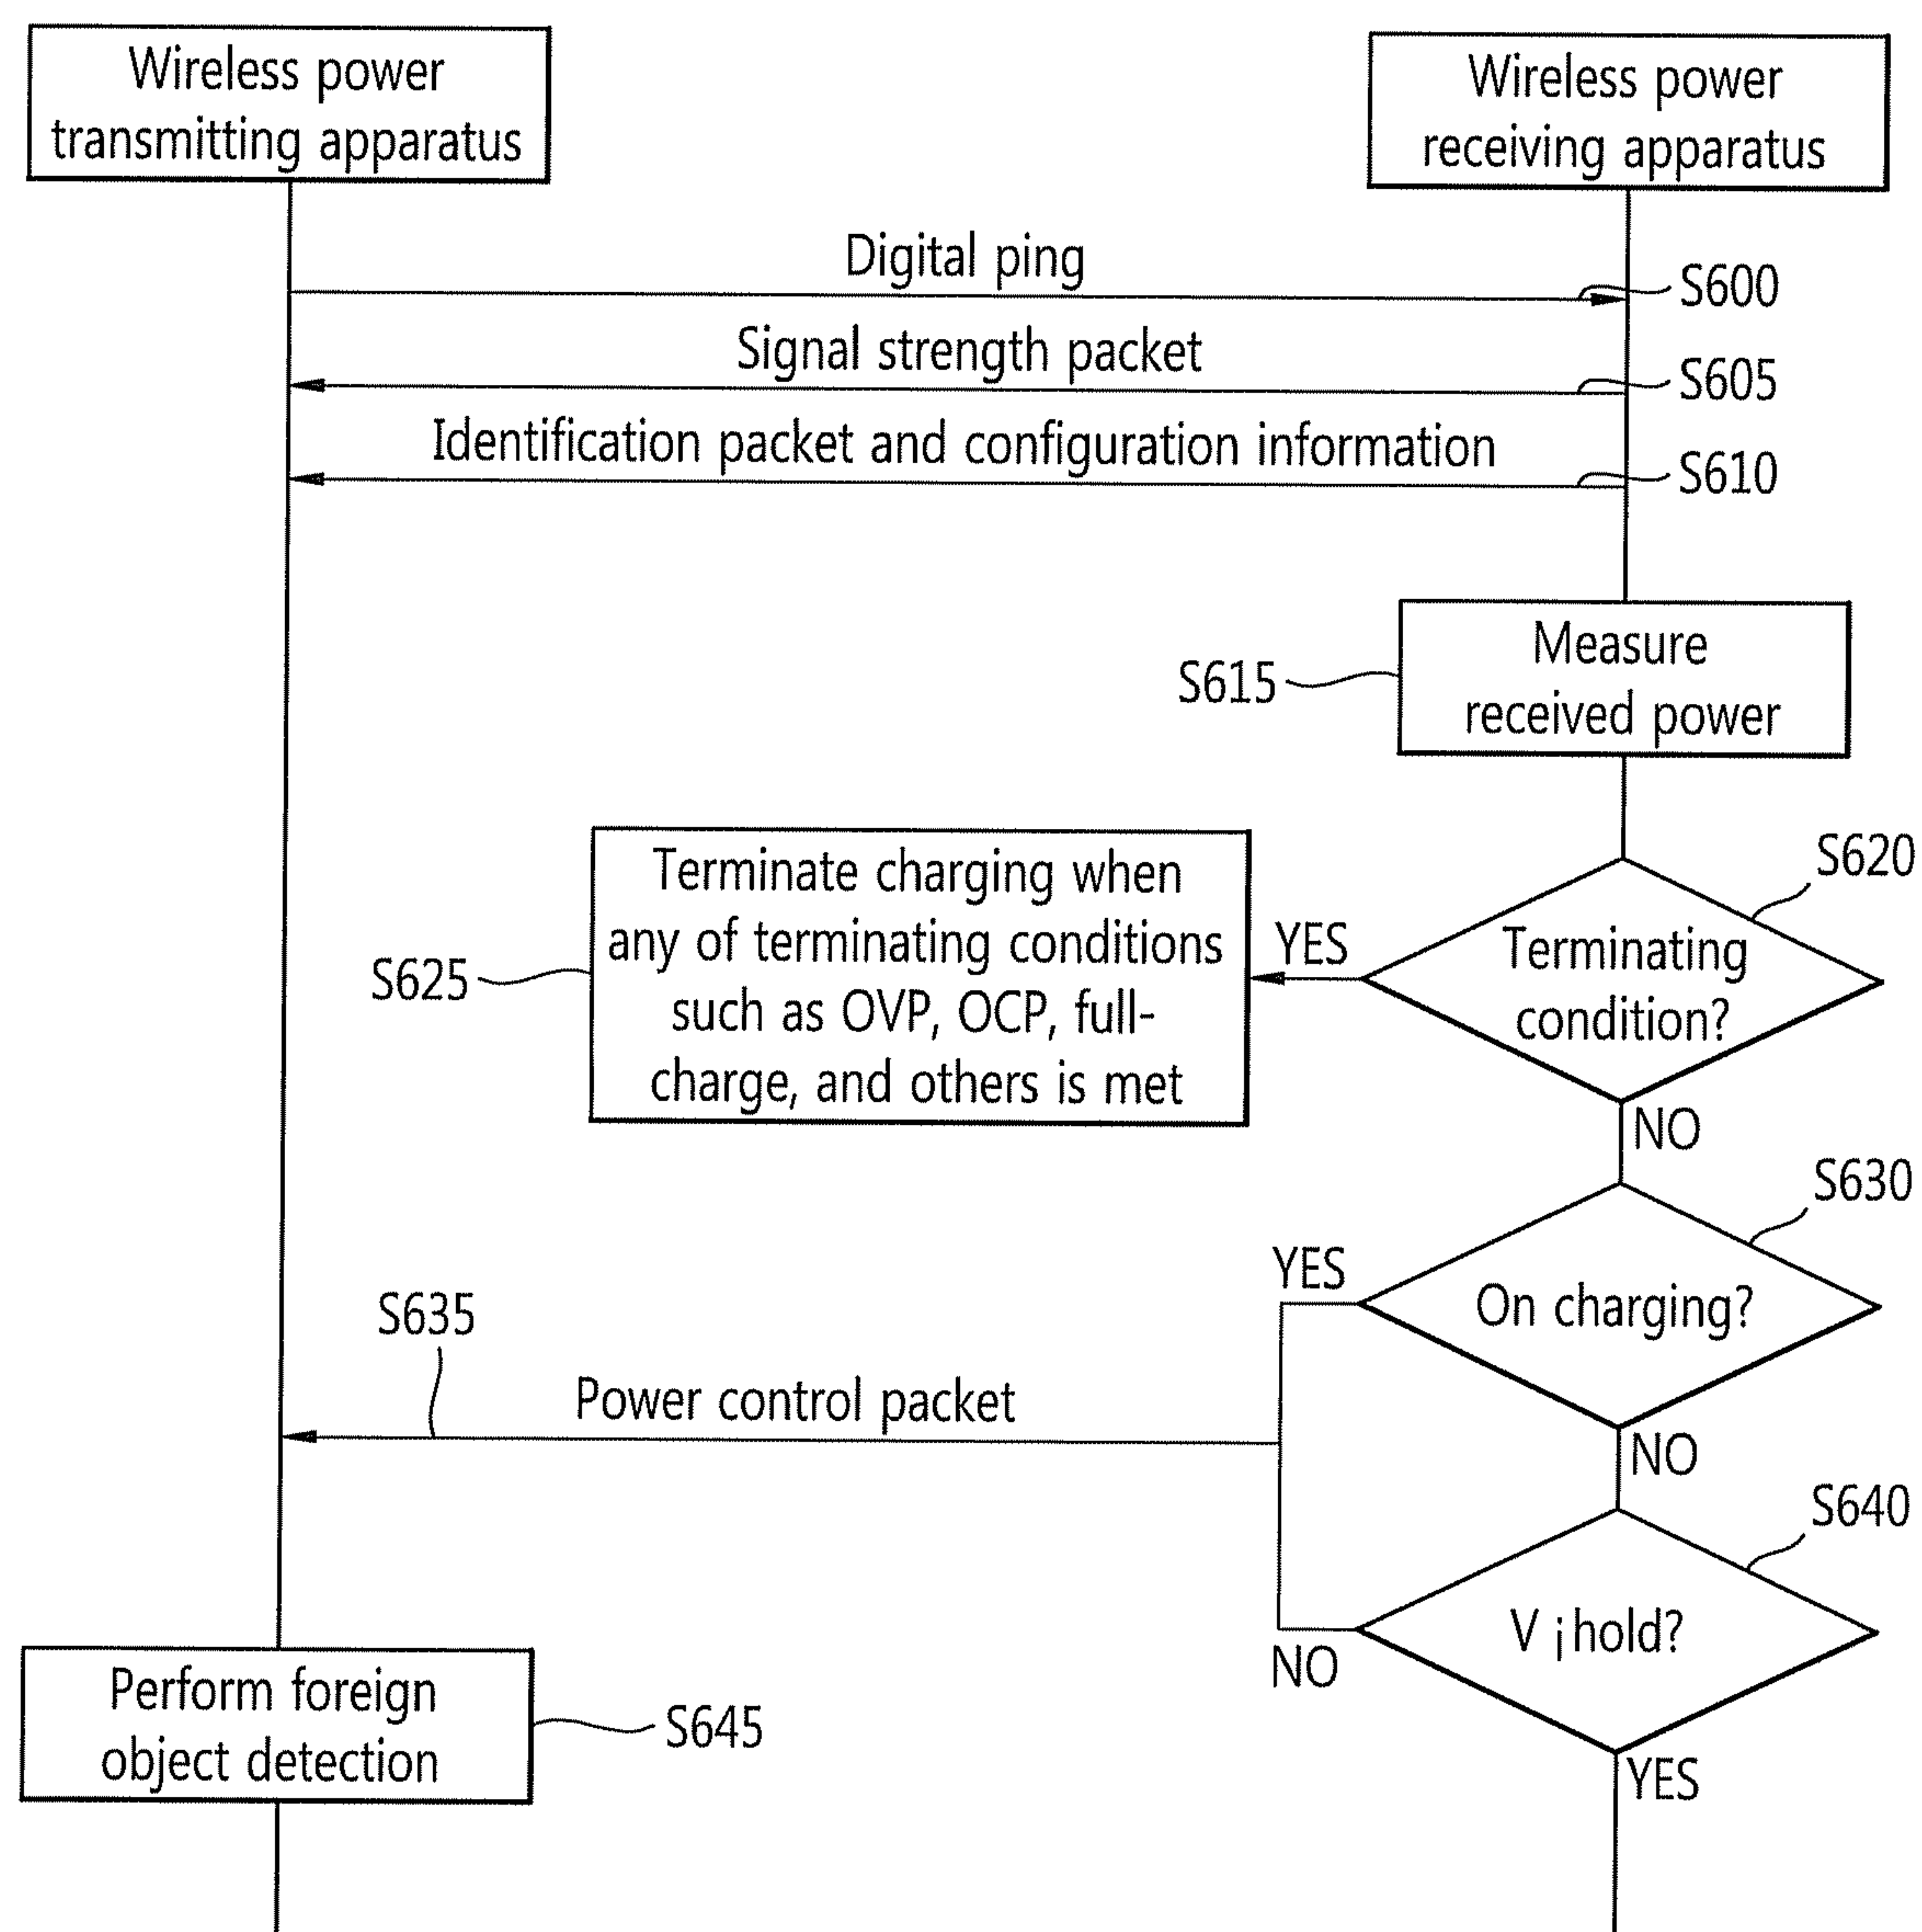 Wireless power
transmitting apparatus
Wireless power
receiving apparatus
Digital ping
S600
Signal strength packet
S605
Identification packet and configuration information
S610
Measure
received power
S615
S620
Terminating
condition?
YES
Terminate charging when
any of terminating conditions
such as OVP, OCP, full-
charge, and others is met
S625
NO
S630
On charging?
YES
S635
Power control packet
NO
S640
V ¡hold?
NO
YES
Perform foreign
object detection
S645